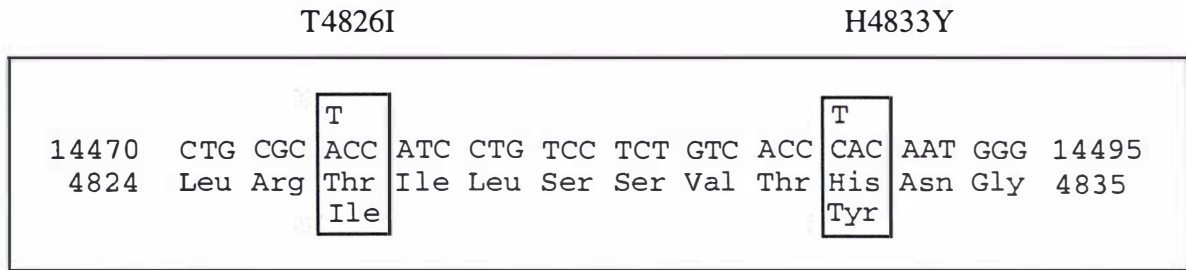 T4826I H4833Y
T T
14470 CTG CGC ACC ATC CTG TCC TCT GTC ACC CAC AAT GGG 14495
4824 Leu Arg Thr Ile Leu Ser Ser Val Thr His Asn Gly 4835
Ile Tyr